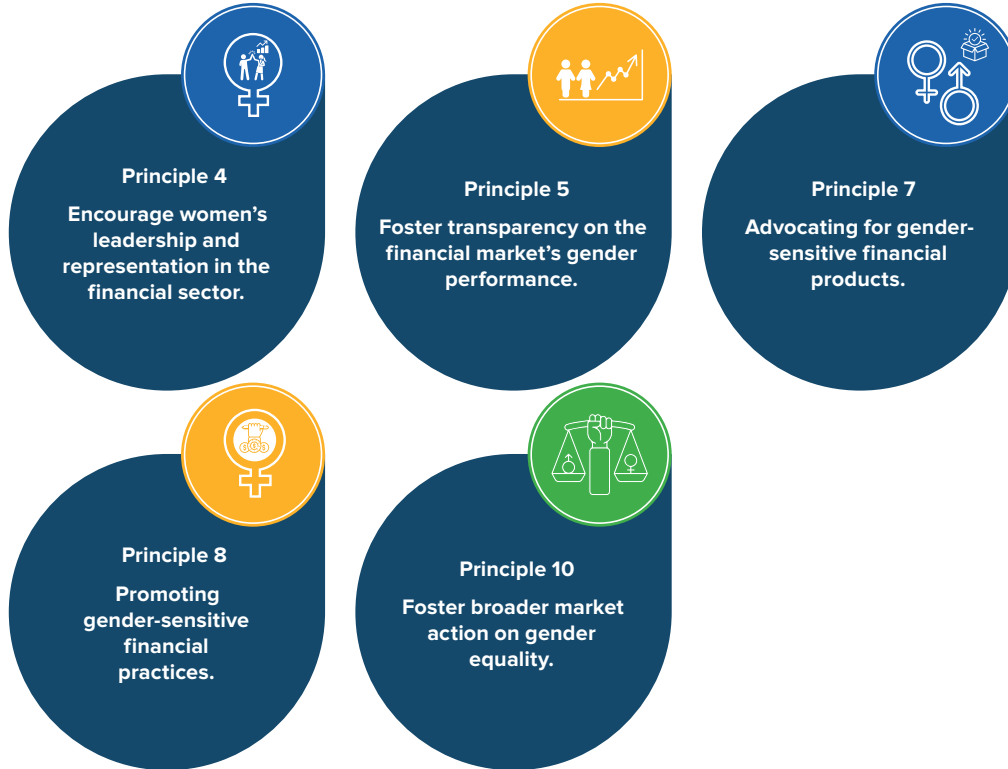 Principle 4
Encourage women’s
leadership and
representation in the
financial sector.
Principle 5
Foster transparency on the
financial market’s gender
performance.
Principle 7
Advocating for gender-
sensitive financial
products.
Principle 8
Promoting
gender-sensitive
financial
practices.
Principle 10
Foster broader market
action on gender
equality.